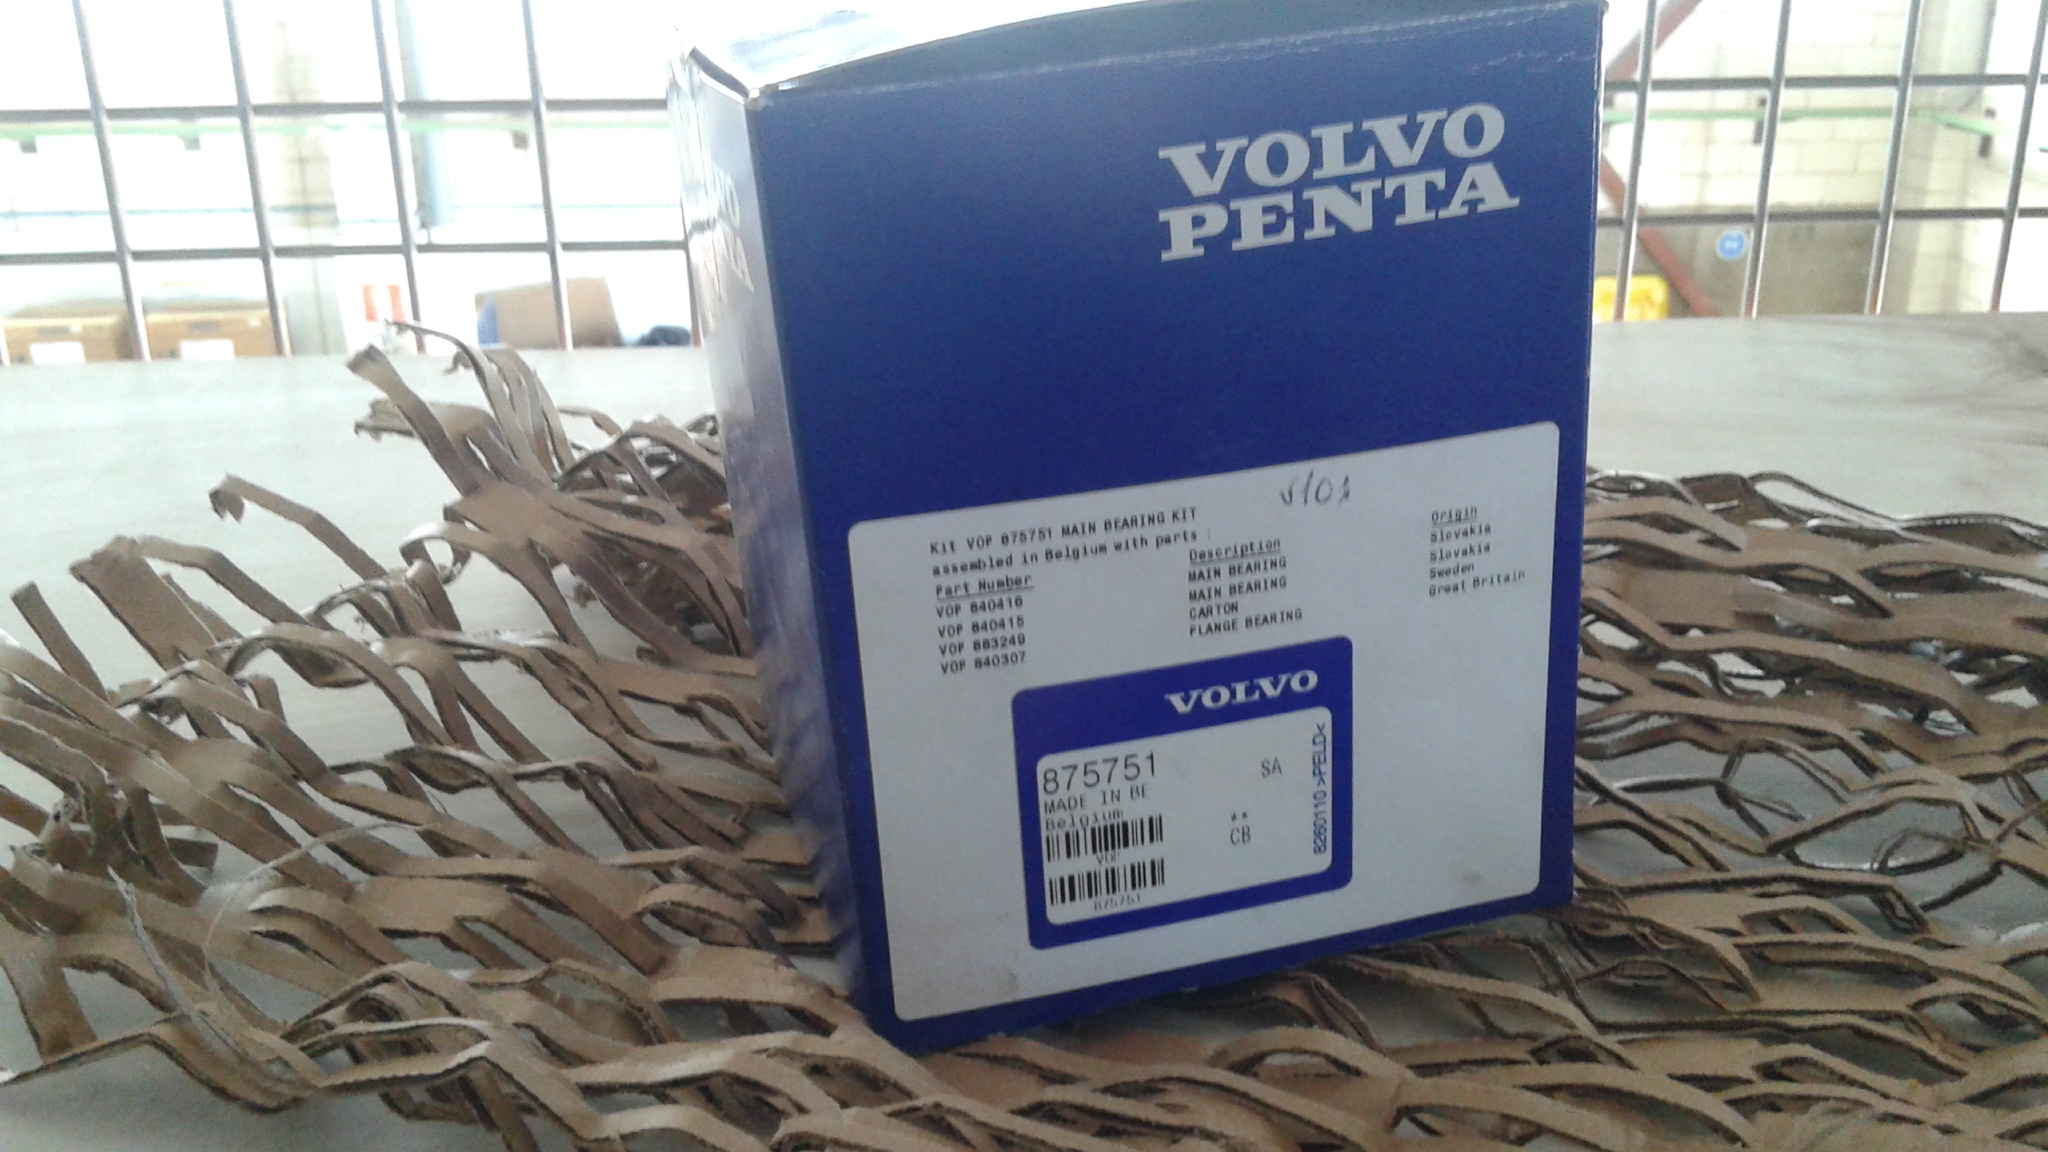 VOLVO
PENTA
Kit VOP 875751 MAIN BEARING KIT
assembled in Belgium with parts :
Part Number Description Origin
VOP 840416 MAIN BEARING Slovakia
VOP 840415 MAIN BEARING Slovakia
VOP 883249 CARTON Sweden
VOP 840307 FLANGE BEARING Great Britain
VOLVO
875751 SA
MADE IN BE
Belgium
**
CB
VOP
875751
8260110 >PELD<